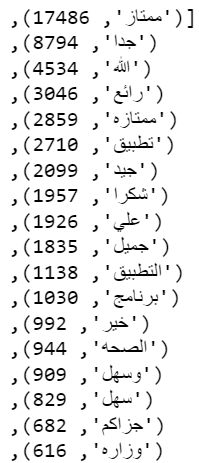 [('ممتاز', 17486),
('جدا', 8794),
('الله', 4534),
('رائع', 3046),
('ممتازه', 2859),
('تطبيق', 2710),
('جيد', 2099),
('شكرا', 1957),
('علي', 1926),
('جميل', 1835),
('التطبيق', 1138),
('برنامج', 1030),
('خير', 992),
('الصحه', 944),
('وسهل', 909),
('سهل', 829),
('جزاكم', 682),
('وزاره', 616),